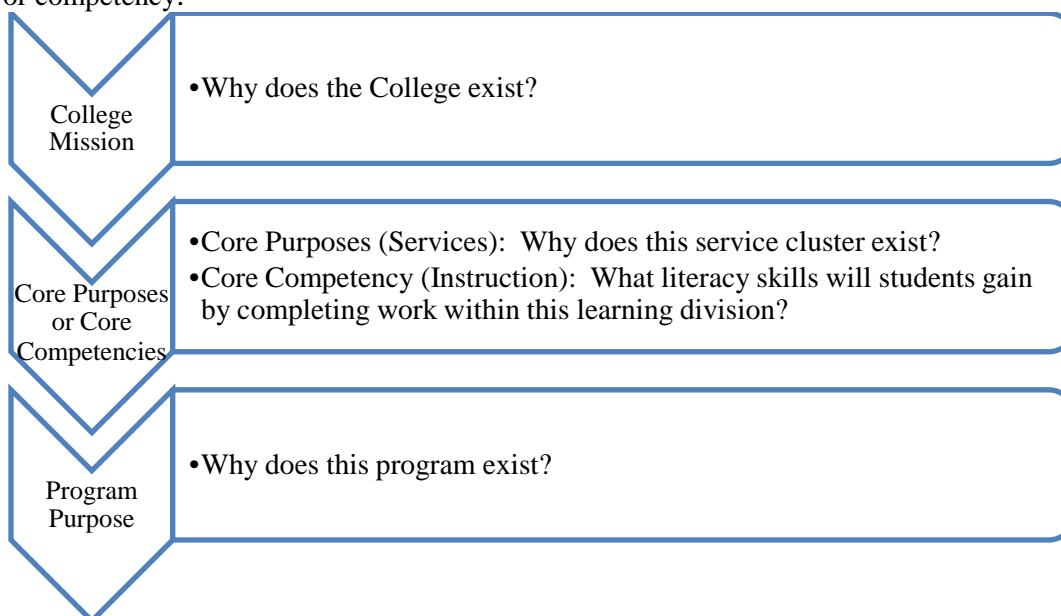 or competency.
College
Mission
•Why does the College exist?
Core Purposes
or Core
Competencies
•Core Purposes (Services):  Why does this service cluster exist?
•Core Competency (Instruction):  What literacy skills will students gain
by completing work within this learning division?
Program
Purpose
•Why does this program exist?